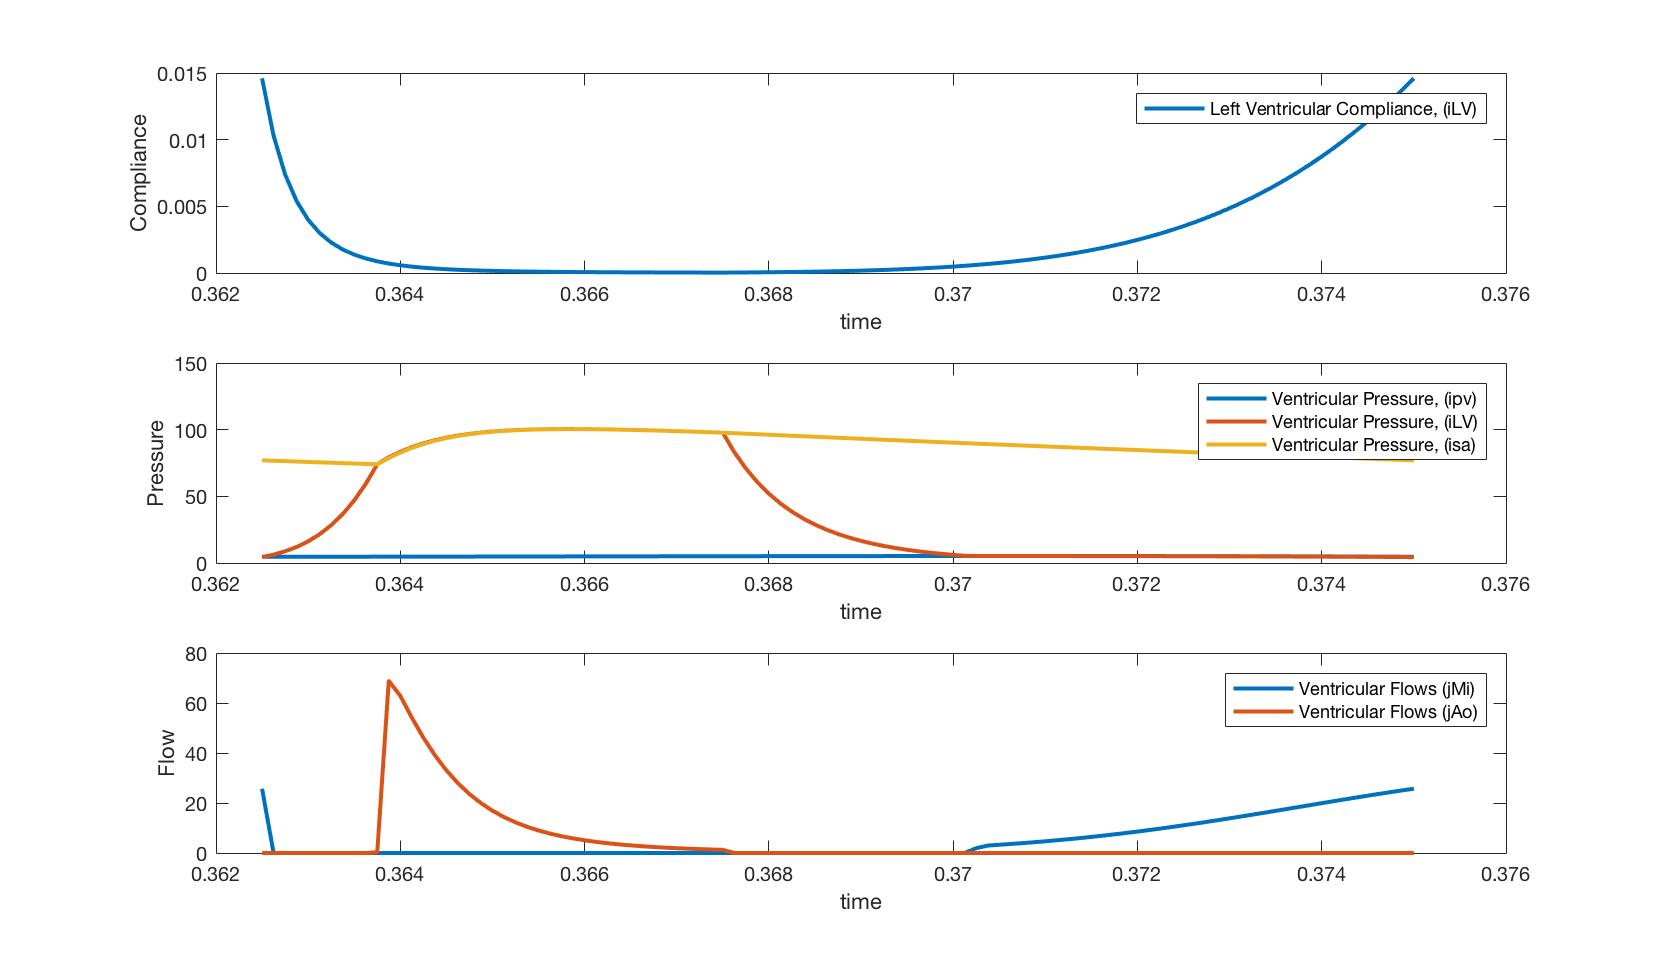 0.015
0.01
0.005
0
Compliance
Left Ventricular Compliance, (iLV)
0.362 0.364 0.366 0.368 0.37 0.372 0.374 0.376
time
150
100
50
0
Pressure
Ventricular Pressure, (ipv)
Ventricular Pressure, (iLV)
Ventricular Pressure, (isa)
0.362 0.364 0.366 0.368 0.37 0.372 0.374 0.376
time
80
60
40
20
0
Flow
Ventricular Flows (jMi)
Ventricular Flows (jAo)
0.362 0.364 0.366 0.368 0.37 0.372 0.374 0.376
time